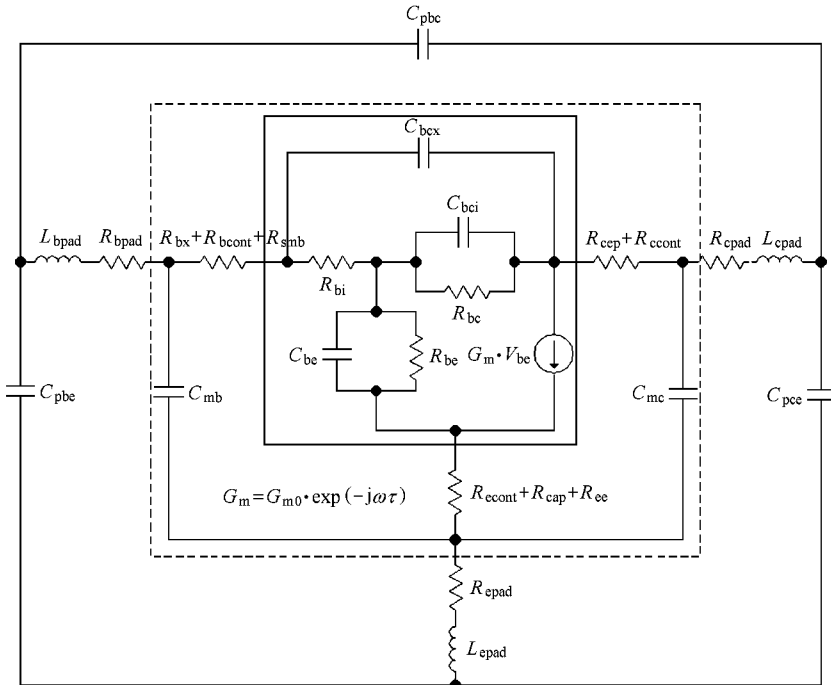 C_pbc
C_bcx
C_bci
L_bpad R_bpad R_bx+R_bcont+R_smb R_cep+R_ccont R_cpad L_cpad
R_bi
R_bc
C_be R_be G_m·V_be
C_pbe C_mb C_mc C_pce
G_m=G_m0·exp(-jωτ) R_econt+R_cap+R_ee
R_epad
L_epad